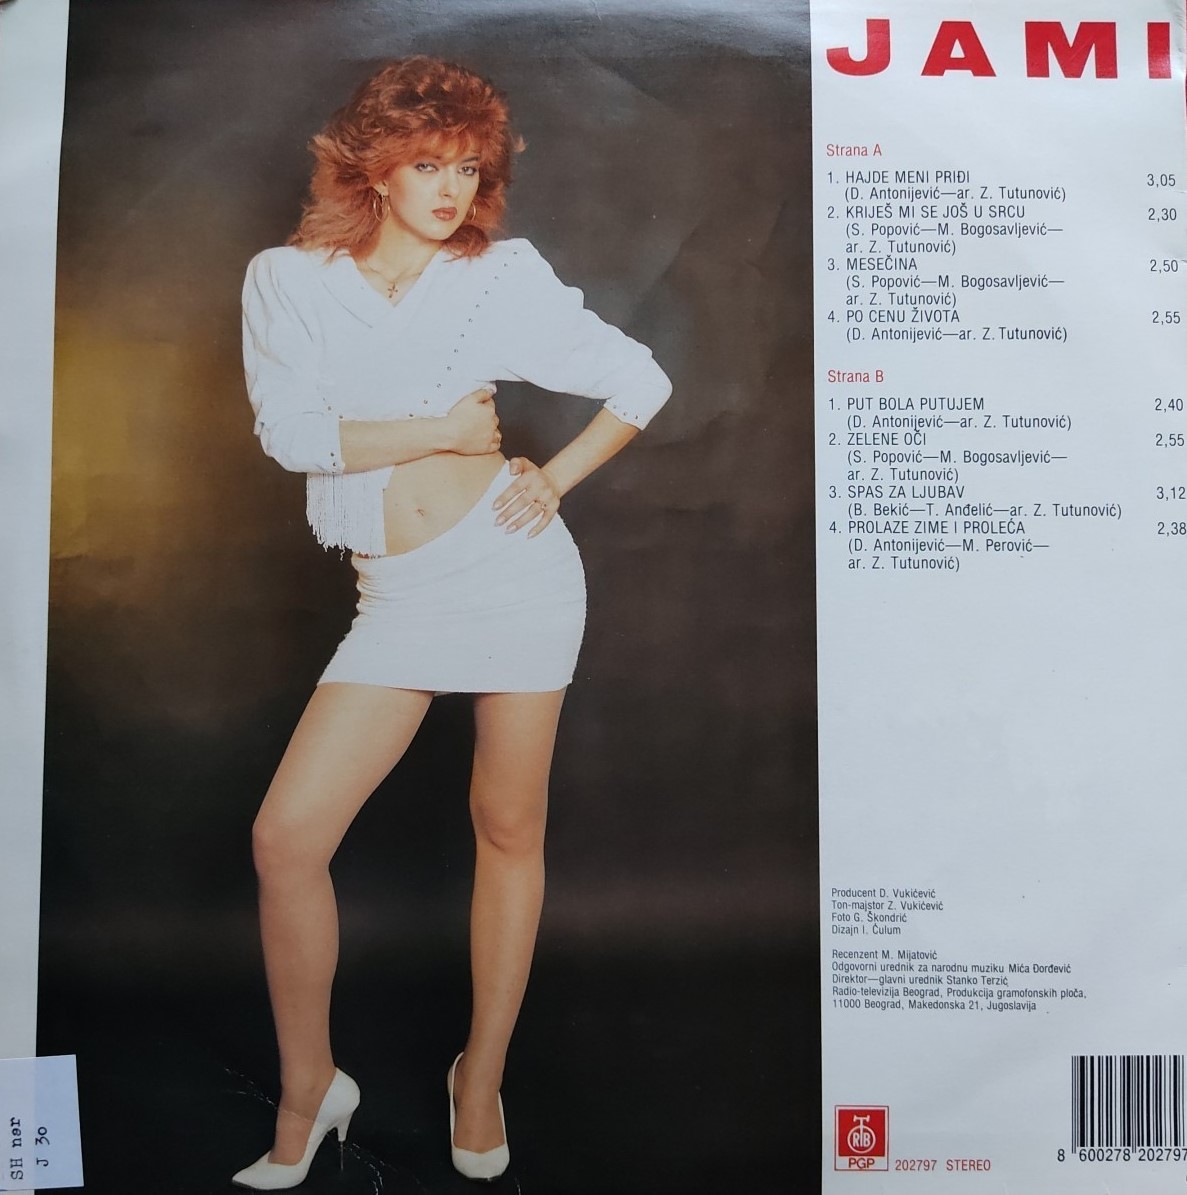 JAMI
Strana A
1. HAJDE MENI PRIĐI 3,05
(D. Antonijević—ar. Z. Tutunović)
2. KRIJEŠ MI SE JOŠ U SRCU 2,30
(S. Popović—M. Bogosavljević—
ar. Z. Tutunović)
3. MESEČINA 2,50
(S. Popović—M. Bogosavljević—
ar. Z. Tutunović)
4. PO CENU ŽIVOTA 2,55
(D. Antonijević—ar. Z. Tutunović)
Strana B
1. PUT BOLA PUTUJEM 2,40
(D. Antonijević—ar. Z. Tutunović)
2. ZELENE OČI 2,55
(S. Popović—M. Bogosavljević—
ar. Z. Tutunović)
3. SPAS ZA LJUBAV 3,12
(B. Bekić—T. Anđelić—ar. Z. Tutunović)
4. PROLAZE ZIME I PROLEĆA 2,38
(D. Antonijević—M. Perović—
ar. Z. Tutunović)
Producent D. Vukićević
Ton-majstor Z. Vukićević
Foto G. Škondrić
Dizajn I. Ćulum
Recenzent M. Mijatović
Odgovorni urednik za narodnu muziku Mića Đorđević
Direktor—glavni urednik Stanko Terzić
Radio-televizija Beograd, Produkcija gramofonskih ploča,
11000 Beograd, Makedonska 21, Jugoslavija
RTB
PGP
202797 STEREO
8 600278 202797
SH nar
J 30